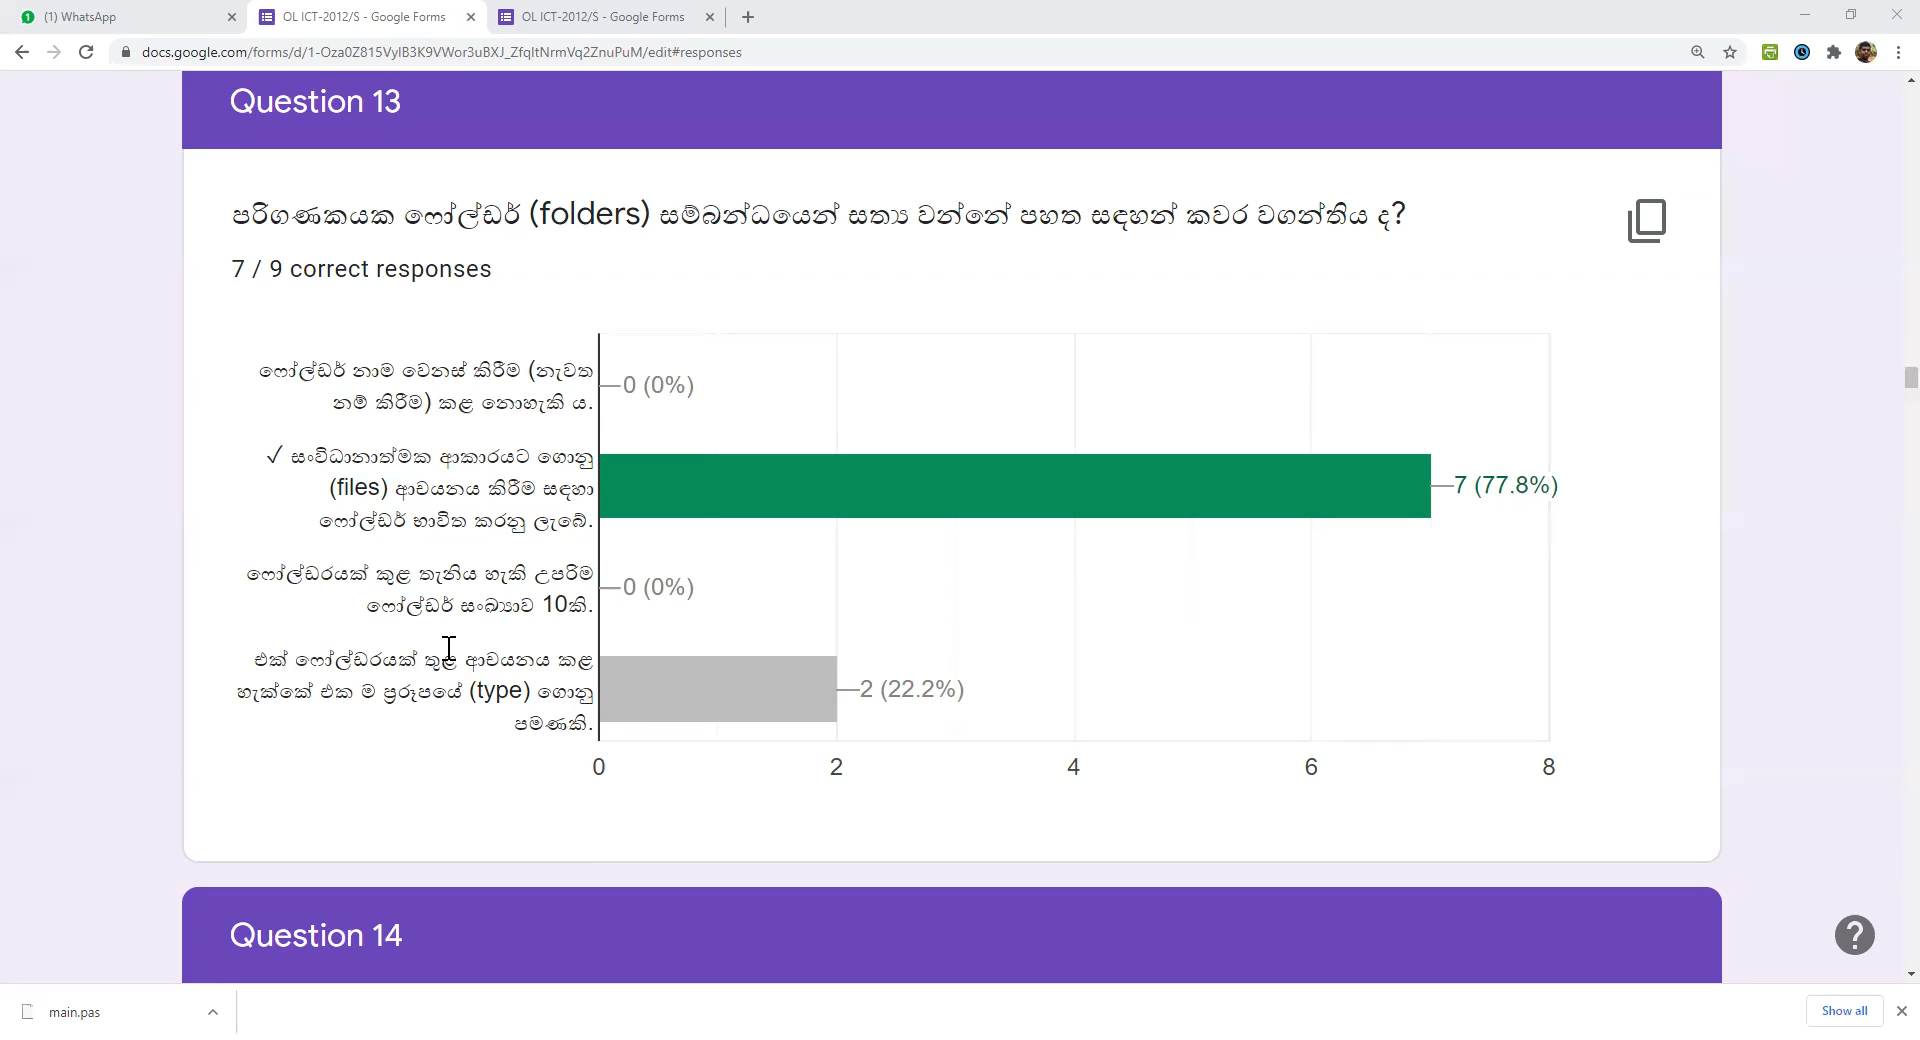 (1) WhatsApp
OL ICT-2012/S - Google Forms
OL ICT-2012/S - Google Forms
docs.google.com/forms/d/1-Oza0Z815VyIB3K9VWor3uBXJ_ZfqItNrmVq2ZnuPuM/edit#responses
Question 13
පරිගණකයක ෆෝල්ඩර් (folders) සම්බන්ධයෙන් සත්‍ය වන්නේ පහත සඳහන් කවර වගන්තිය ද?
7 / 9 correct responses
ෆෝල්ඩර් නාම වෙනස් කිරීම (නැවත
නම් කිරීම) කළ නොහැකි ය.
0 (0%)
✓ සංවිධානාත්මක ආකාරයට ගොනු
(files) ආචයනය කිරීම සඳහා
ෆෝල්ඩර් භාවිත කරනු ලැබේ.
7 (77.8%)
ෆෝල්ඩරයක් කුළ තැනිය හැකි උපරිම
ෆෝල්ඩර් සංඛ්‍යාව 10කි.
0 (0%)
එක් ෆෝල්ඩරයක් තුළ ආචයනය කළ
හැක්කේ එක ම ප්‍රරූපයේ (type) ගොනු
පමණකි.
2 (22.2%)
0 2 4 6 8
Question 14
main.pas
Show all